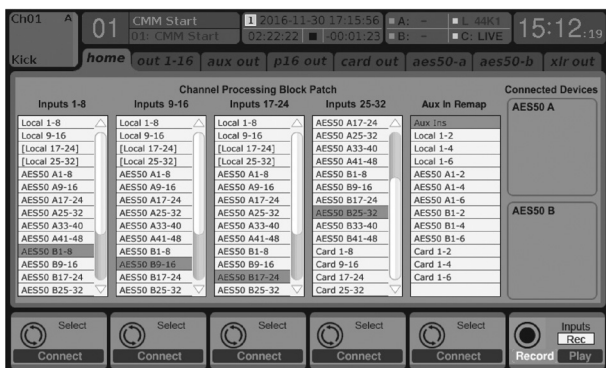 Ch01 A
01
CMM Start
01: CMM Start
1 2016-11-30 17:15:56
02:22:22 -00:01:23
A: - L 44K1
B: - C: LIVE
15:12:19
Kick
home out 1-16 aux out p16 out card out aes50-a aes50-b xlr out
Channel Processing Block Patch
Connected Devices
Inputs 1-8 Inputs 9-16 Inputs 17-24 Inputs 25-32 Aux In Remap
AES50 A
Local 1-8 Local 1-8 Local 1-8 AES50 A17-24 Aux Ins
Local 9-16 Local 9-16 Local 9-16 AES50 A25-32 Local 1-2
[Local 17-24] [Local 17-24] [Local 17-24] AES50 A33-40 Local 1-4
[Local 25-32] [Local 25-32] [Local 25-32] AES50 A41-48 Local 1-6
AES50 A1-8 AES50 A1-8 AES50 A1-8 AES50 B1-8 AES50 A1-2
AES50 A9-16 AES50 A9-16 AES50 A9-16 AES50 B9-16 AES50 A1-4
AES50 A17-24 AES50 A17-24 AES50 A17-24 AES50 B17-24 AES50 A1-6
AES50 A25-32 AES50 A25-32 AES50 A25-32 AES50 B25-32 AES50 B1-2
AES50 B
AES50 A33-40 AES50 A33-40 AES50 A33-40 AES50 B33-40 AES50 B1-4
AES50 A41-48 AES50 A41-48 AES50 A41-48 AES50 B41-48 AES50 B1-6
AES50 B1-8 AES50 B1-8 AES50 B1-8 Card 1-8 Card 1-2
AES50 B9-16 AES50 B9-16 AES50 B9-16 Card 9-16 Card 1-4
AES50 B17-24 AES50 B17-24 AES50 B17-24 Card 17-24 Card 1-6
AES50 B25-32 AES50 B25-32 AES50 B25-32 Card 25-32
Select Select Select Select Select Inputs
Rec
Connect Connect Connect Connect Connect Record Play